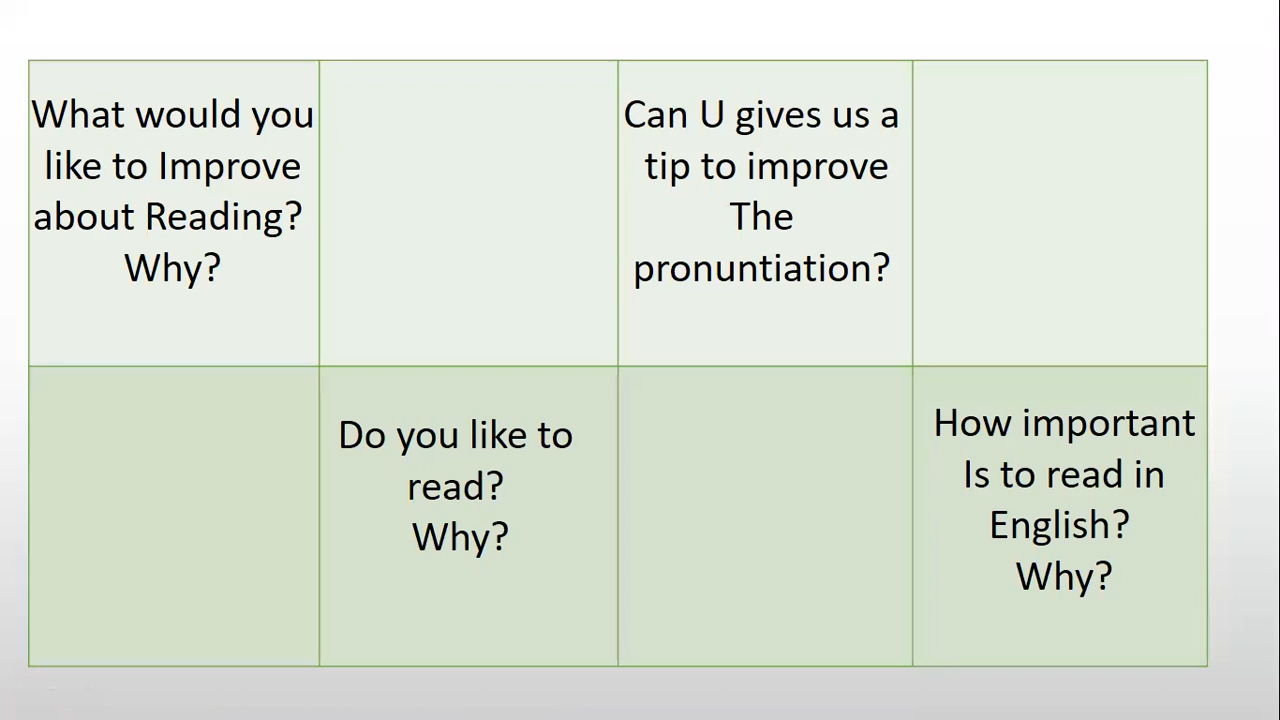 What would you
like to Improve
about Reading?
Why?
Can U gives us a
tip to improve
The
pronuntiation?
Do you like to
read?
Why?
How important
Is to read in
English?
Why?